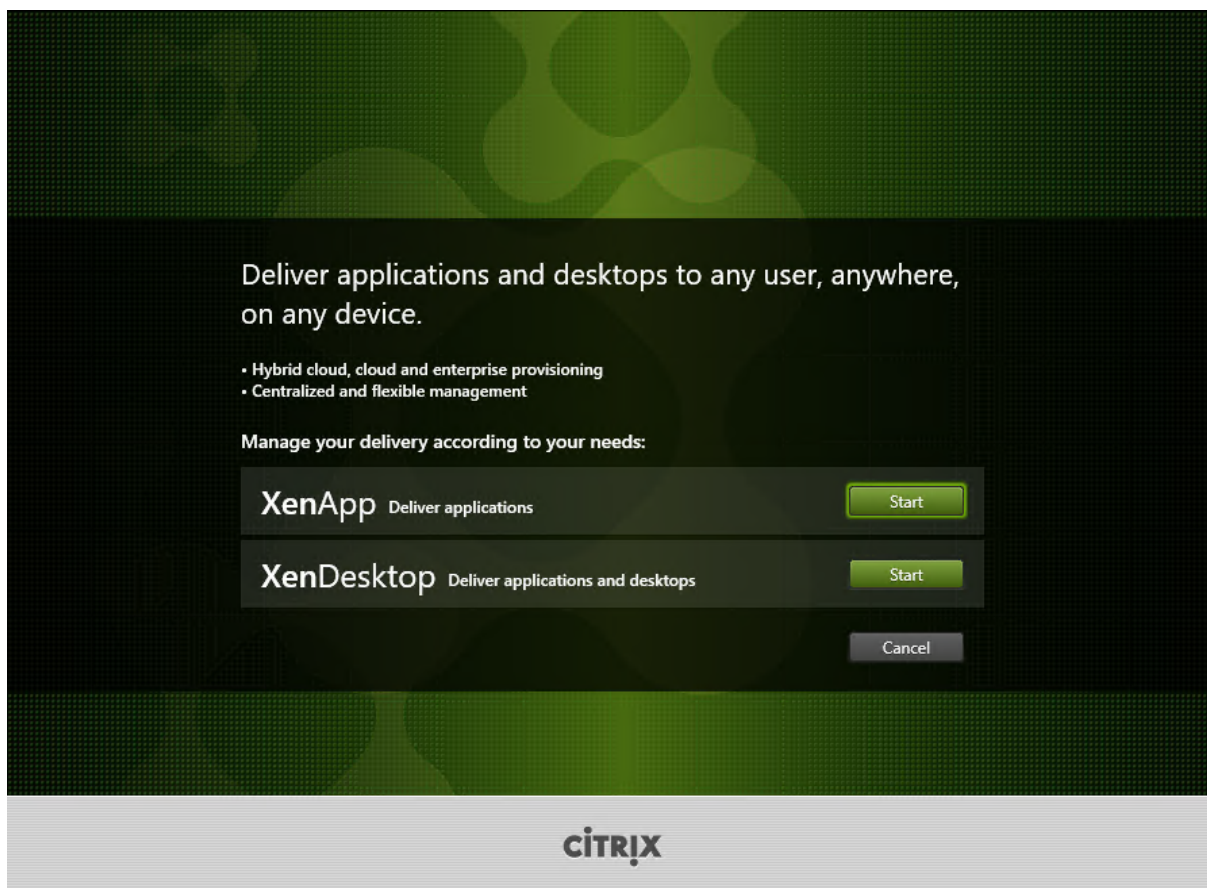 Deliver applications and desktops to any user, anywhere,
on any device.
• Hybrid cloud, cloud and enterprise provisioning
• Centralized and flexible management
Manage your delivery according to your needs:
XenApp Deliver applications Start
XenDesktop Deliver applications and desktops Start
Cancel
CITRIX